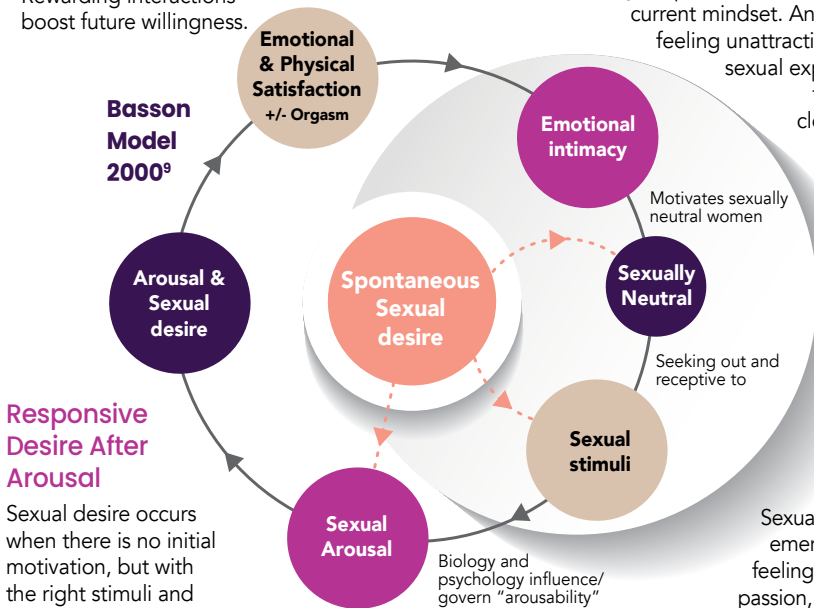 Rewarding interactions
boost future willingness.
current mindset. An
feeling unattracti
sexual exp
clo
Emotional
& Physical
Satisfaction
+/- Orgasm
Basson
Model
2000⁹
Emotional
intimacy
Motivates sexually
neutral women
Sexually
Neutral
Arousal &
Sexual
desire
Spontaneous
Sexual
desire
Seeking out and
receptive to
Sexual
stimuli
Responsive
Desire After
Arousal
Sexual desire occurs
when there is no initial
motivation, but with
the right stimuli and
Sexual
Arousal
Biology and
psychology influence/
govern “arousability”
Sexua
emer
feeling
passion,